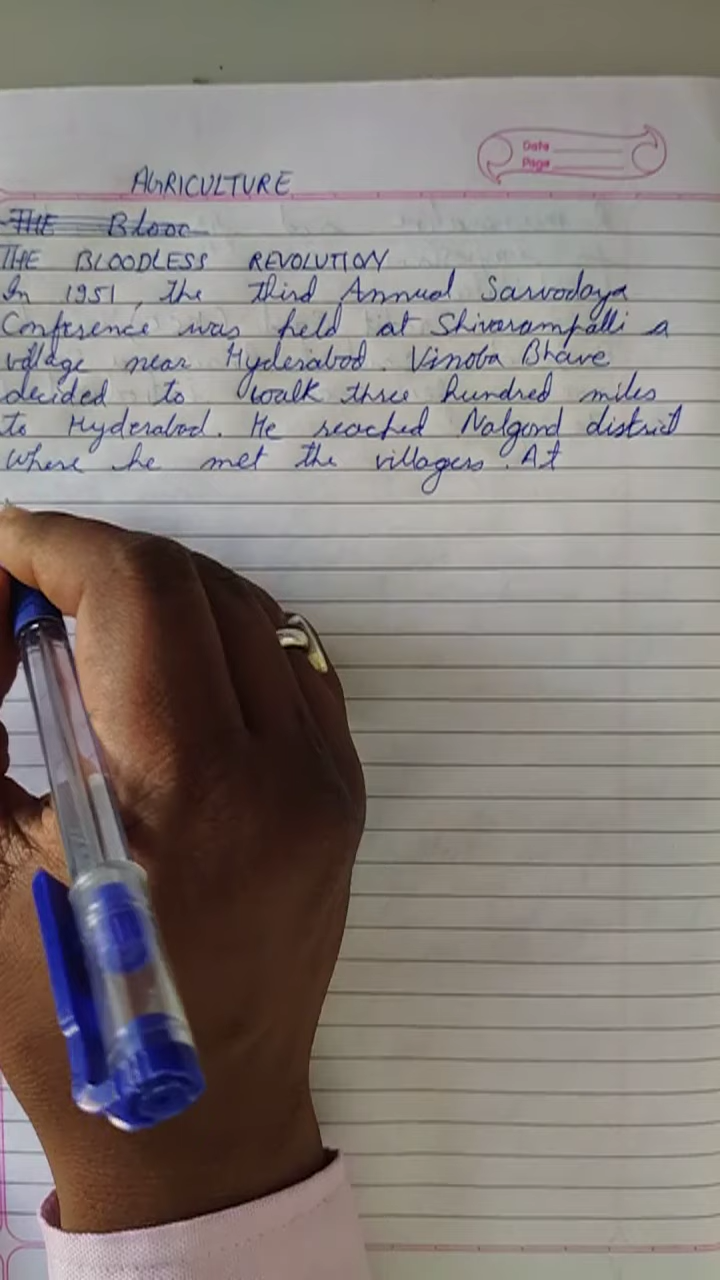 Date
Page
AGRICULTURE
THE Blooc
THE BLOODLESS REVOLUTION
In 1951, the third Annual Sarvodaya
Conference was held at Shivarampalli a
village near Hyderabad. Vinoba Bhave
decided to walk three hundred miles
to Hyderabad. He reached Nalgond district
where he met the villagers. At